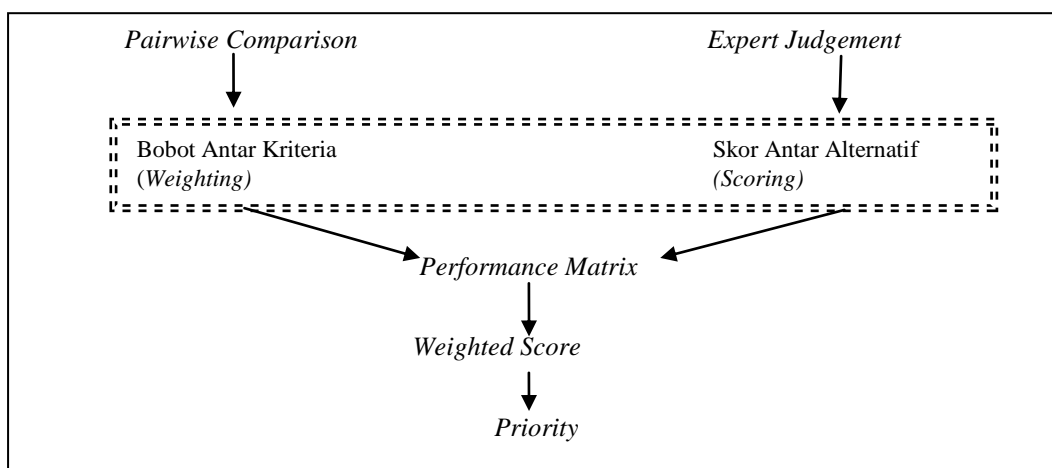 Pairwise Comparison
Expert Judgement
Bobot Antar Kriteria
(Weighting)
Skor Antar Alternatif
(Scoring)
Performance Matrix
Weighted Score
Priority